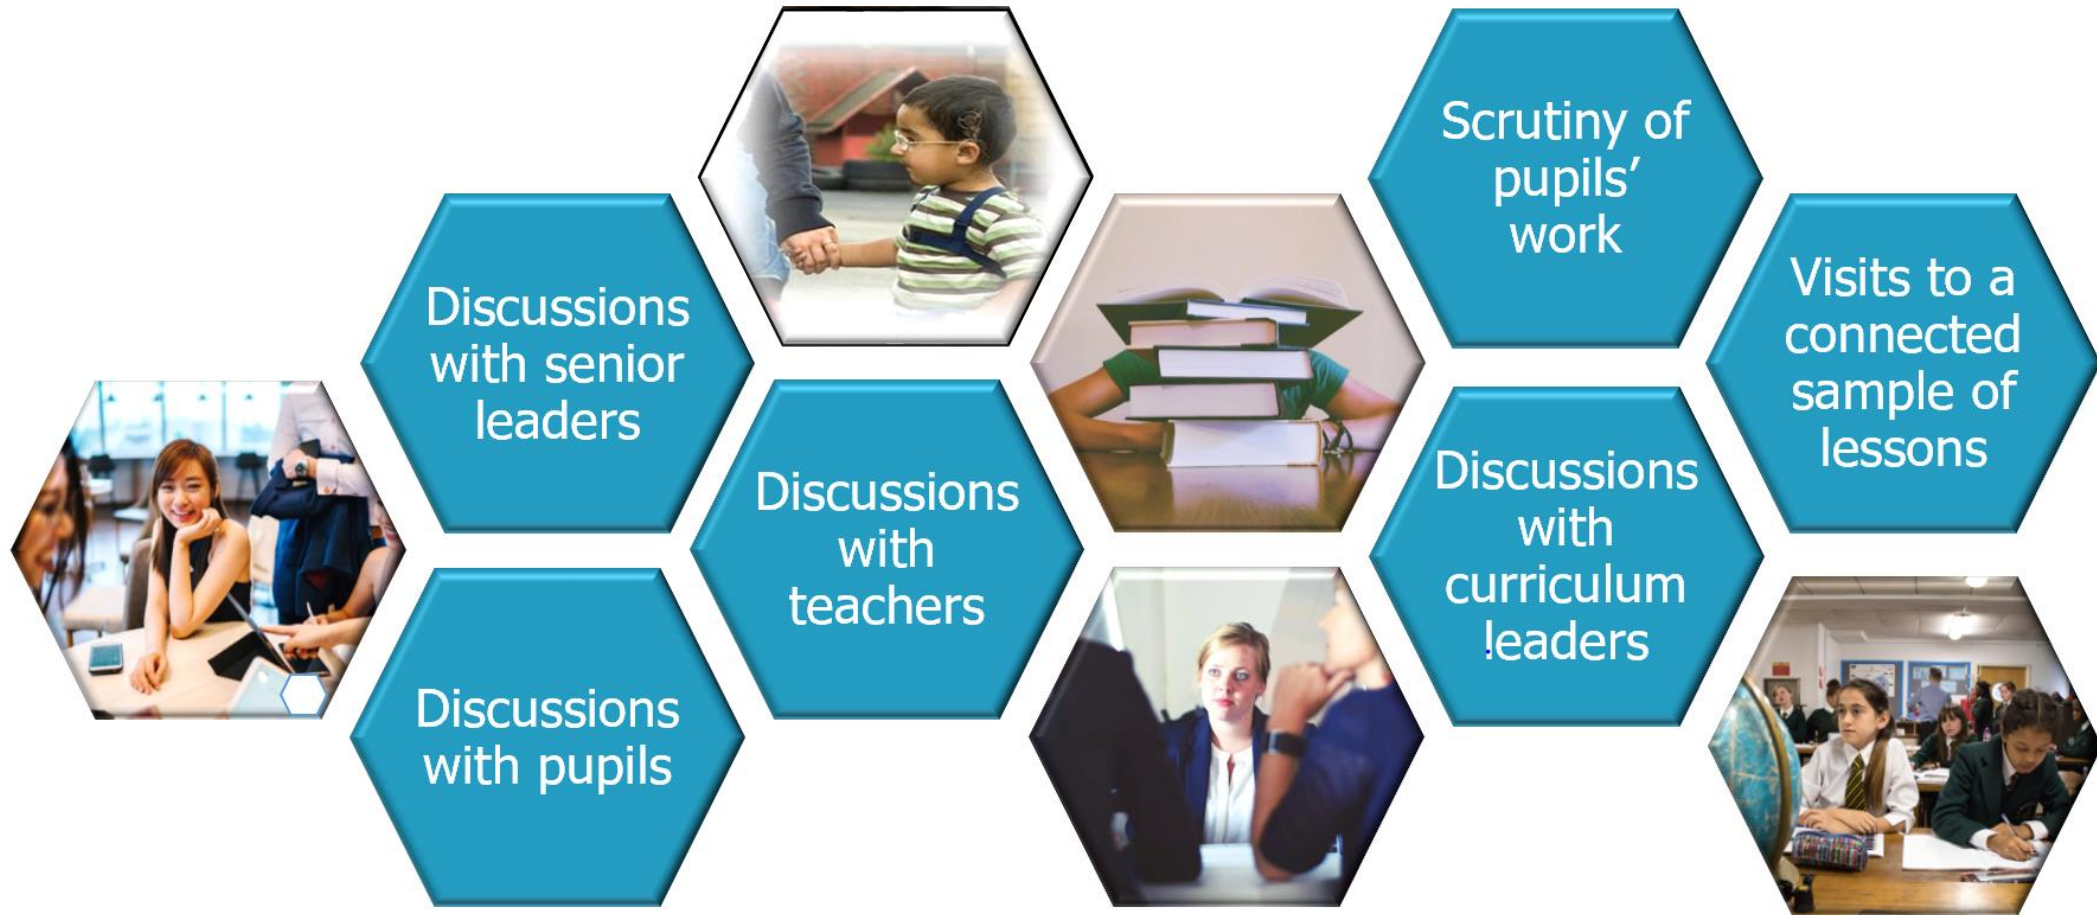 Discussions
with senior
leaders
Discussions
with pupils
Discussions
with
teachers
Scrutiny of
pupils’
work
Discussions
with
curriculum
leaders
Visits to a
connected
sample of
lessons